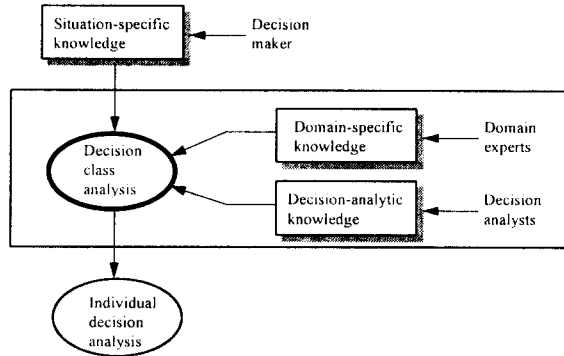 Situation-specific
knowledge
Decision
maker
Decision
class
analysis
Domain-specific
knowledge
Domain
experts
Decision-analytic
knowledge
Decision
analysts
Individual
decision
analysis